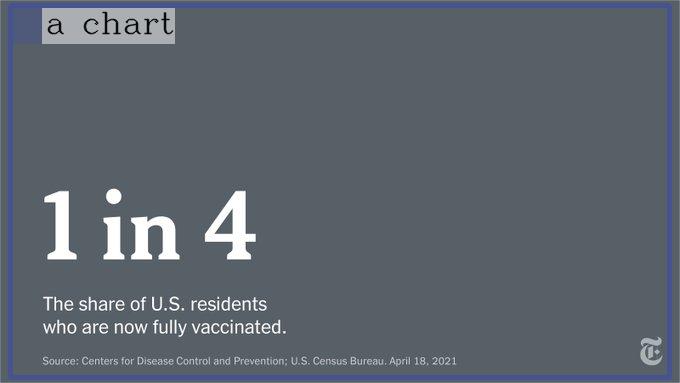 a chart
1 in 4
The share of U.S. residents
who are now fully vaccinated.
Source: Centers for Disease Control and Prevention; U.S. Census Bureau. April 18, 2021